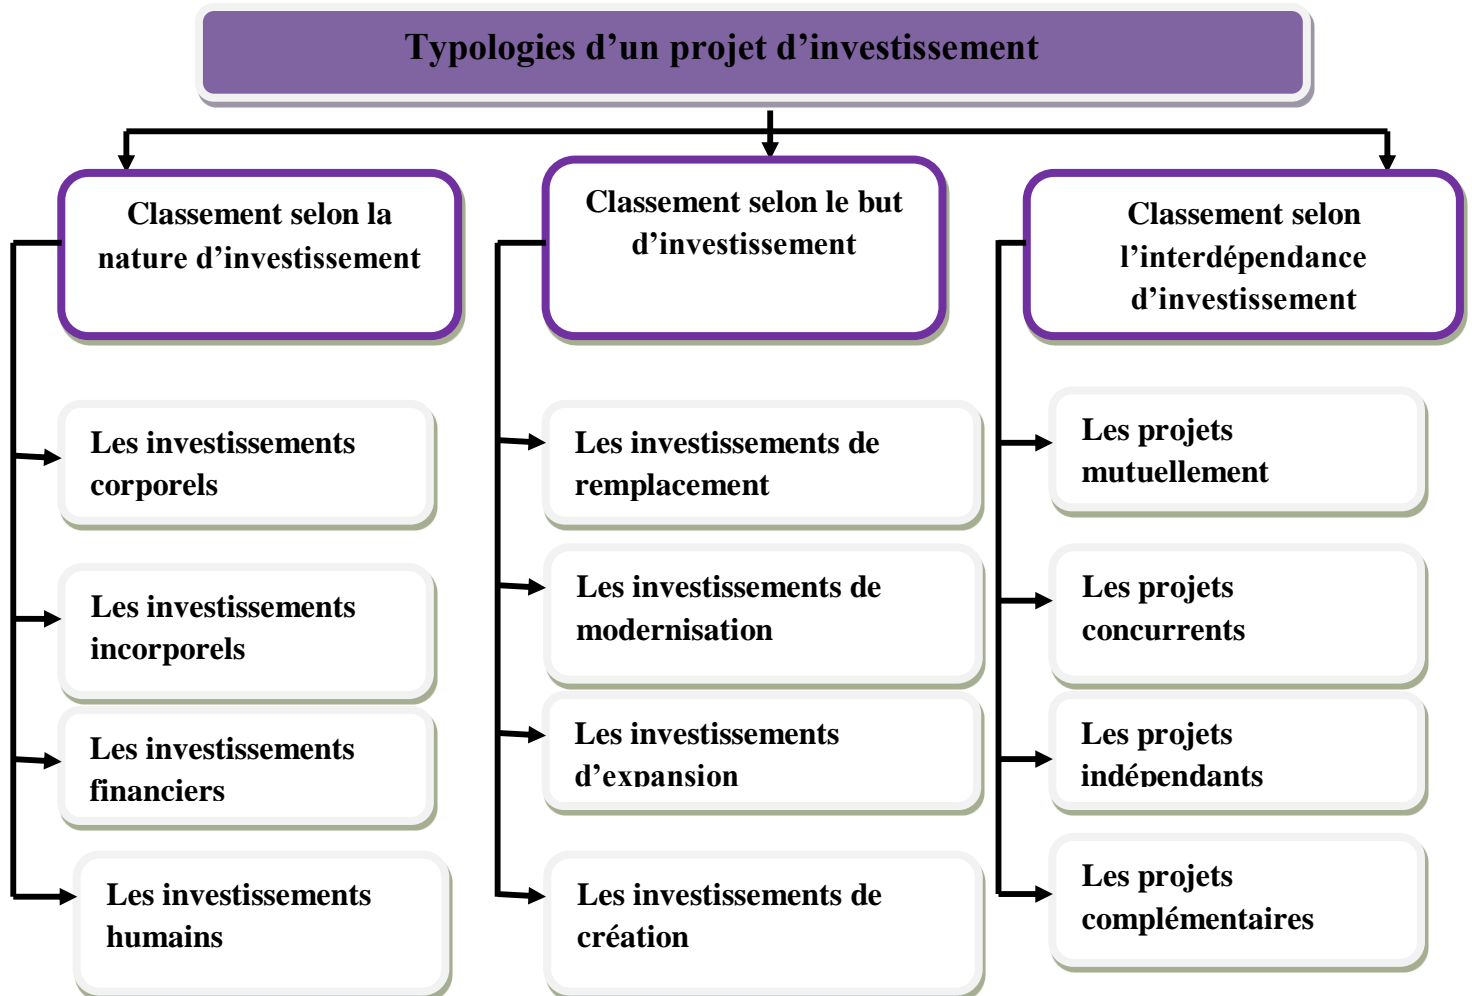 Typologies d’un projet d’investissement
Classement selon la
nature d’investissement
Les investissements
corporels
Les investissements
incorporels
Les investissements
financiers
Les investissements
humains
Classement selon le but
d’investissement
Les investissements de
remplacement
Les investissements de
modernisation
Les investissements
d’expansion
Les investissements de
création
Classement selon
l’interdépendance
d’investissement
Les projets
mutuellement
Les projets
concurrents
Les projets
indépendants
Les projets
complémentaires